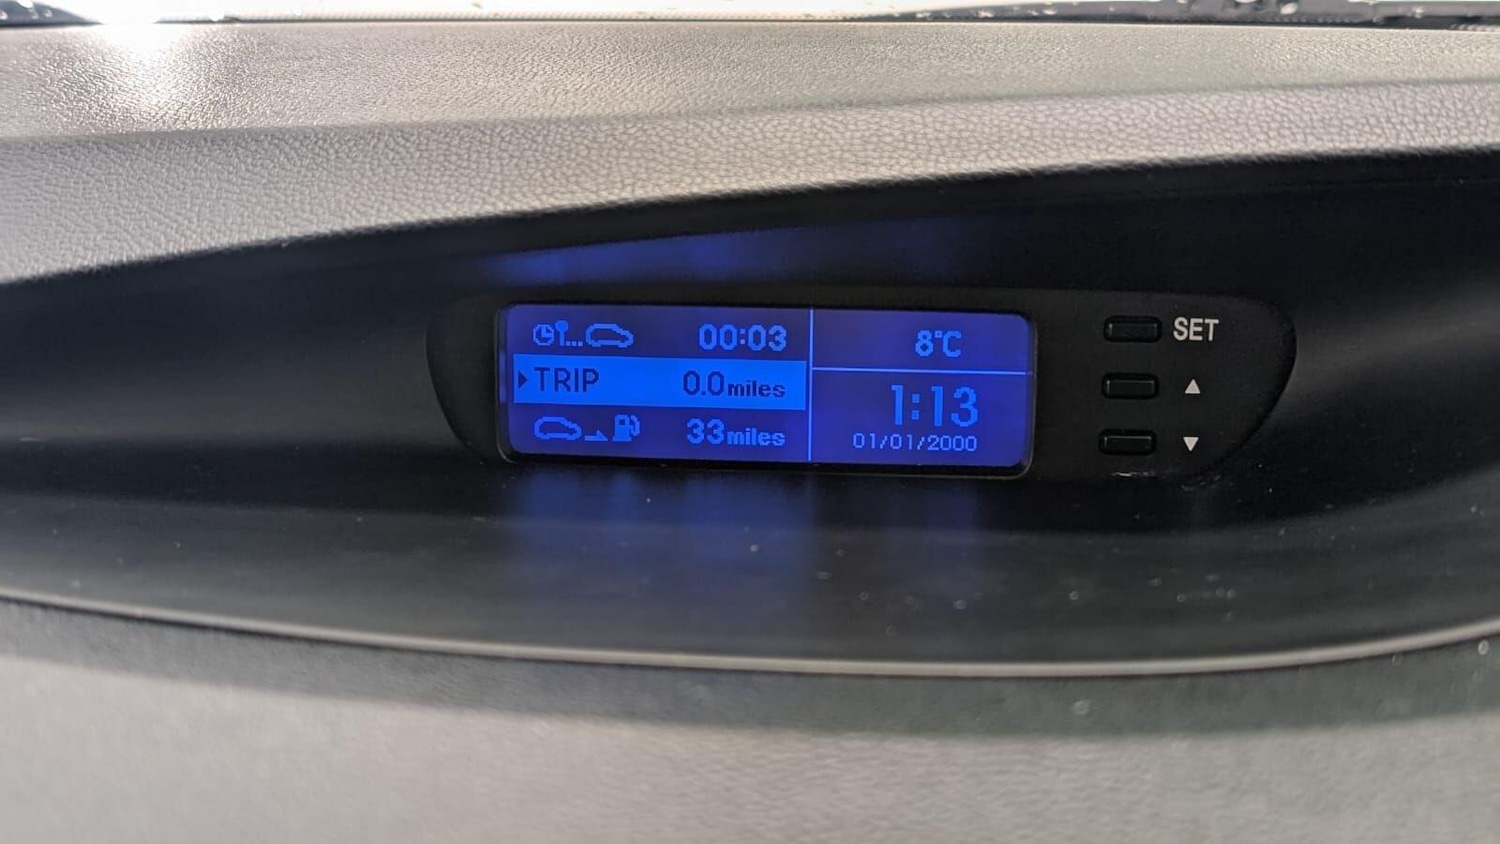 00:03
TRIP 0.0miles
33miles
8°C
1:13
01/01/2000
SET